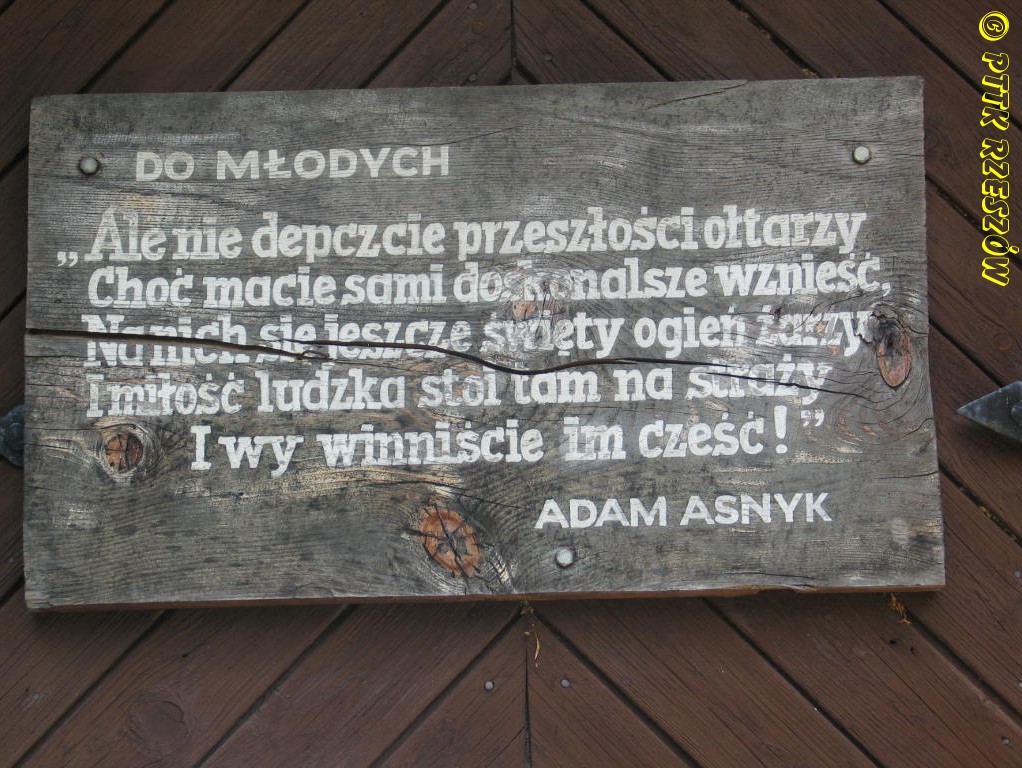 DO MŁODYCH
„Ale nie depczcie przeszłości ołtarzy
Choć macie sami doskonalsze wznieść,
Na nich się jeszcze święty ogień żarzy
I miłość ludzka stoi tam na straży
I wy winniście im cześć!”
ADAM ASNYK
© PTTK RZESZÓW